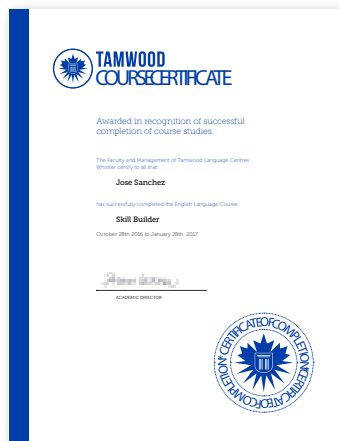 TAMWOOD
COURSECERTIFICATE
Awarded in recognition of successful
completion of course studies.
The Faculty and Management of Tamwood Language Centres
Whistler certify to all that:
Jose Sanchez
has successfully completed the English Language Course:
Skill Builder
October 28th 2016 to January 28th 2017
ACADEMIC DIRECTOR
CERTIFICATEOFCOMPLETION
CERTIFICATEOFCOMPLETION